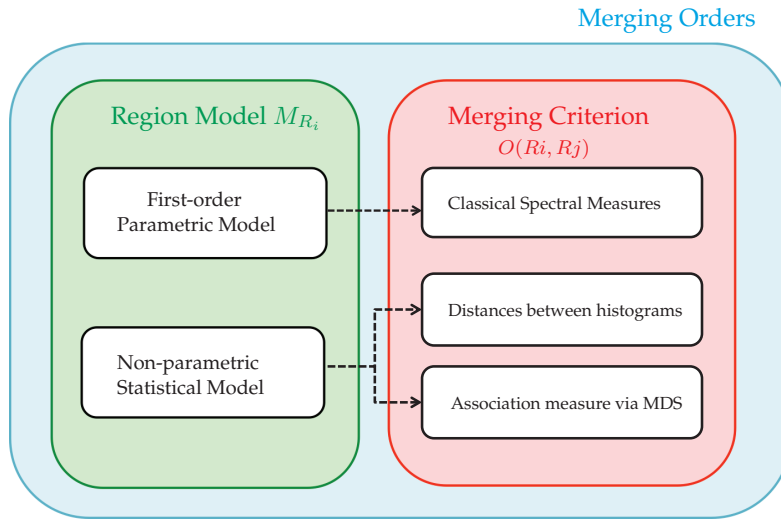 Merging Orders
Region Model $M_{R_i}$
First-order
Parametric Model
Non-parametric
Statistical Model
Merging Criterion
$O(Ri, Rj)$
Classical Spectral Measures
Distances between histograms
Association measure via MDS